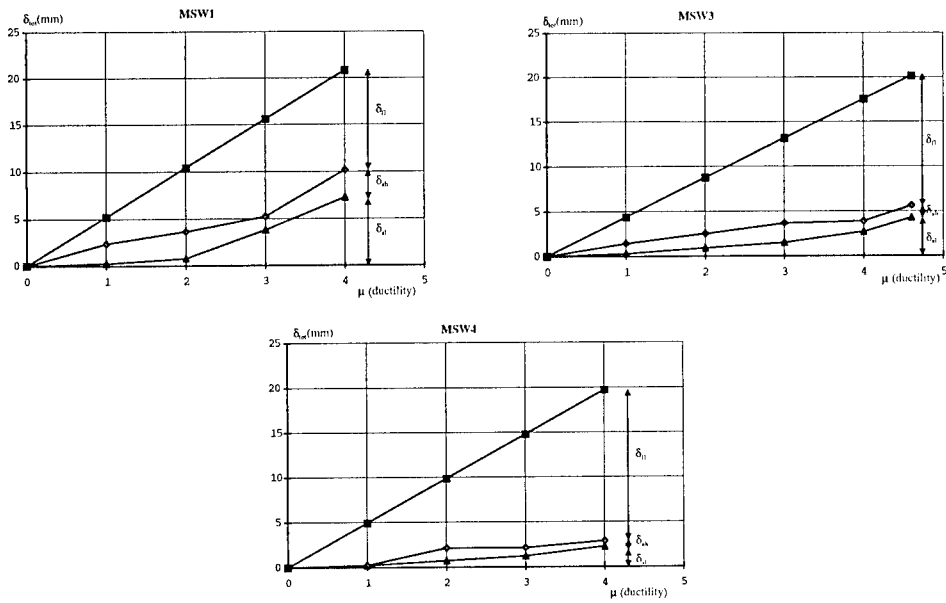 MSW1
δtot(mm)
25
20
15
10
5
0
0 1 2 3 4 5
μ (ductility)
δfl
δsh
δsl
MSW3
δtot(mm)
25
20
15
10
5
0
0 1 2 3 4 5
μ (ductility)
δfl
δsh
δsl
MSW4
δtot(mm)
25
20
15
10
5
0
0 1 2 3 4 5
μ (ductility)
δfl
δsh
δsl